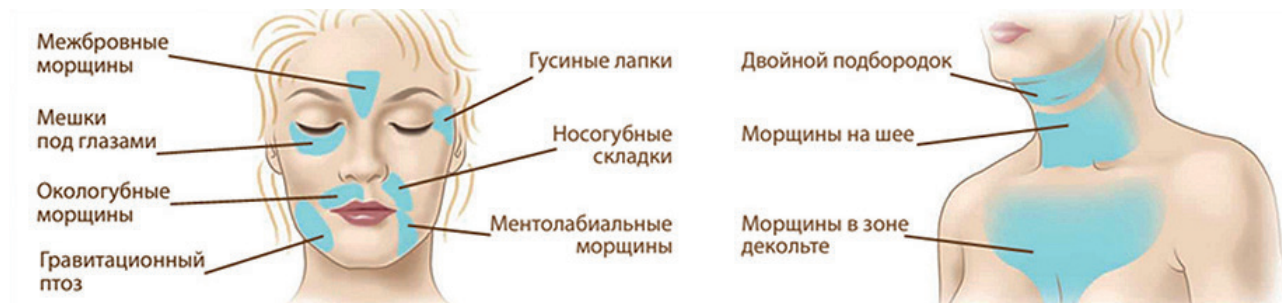 Межбровные
морщины
Мешки
под глазами
Окологубные
морщины
Гравитационный
птоз
Гусиные лапки
Носогубные
складки
Ментолабиальные
морщины
Двойной подбородок
Морщины на шее
Морщины в зоне
декольте